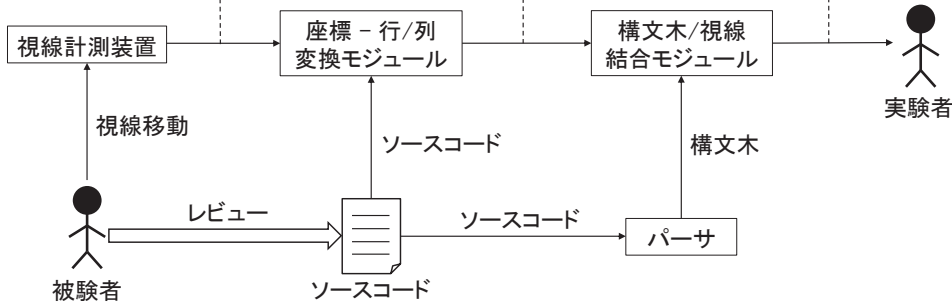 視線計測装置
座標 − 行/列
変換モジュール
構文木/視線
結合モジュール
実験者
視線移動
ソースコード
構文木
レビュー
ソースコード
パーサ
被験者
ソースコード